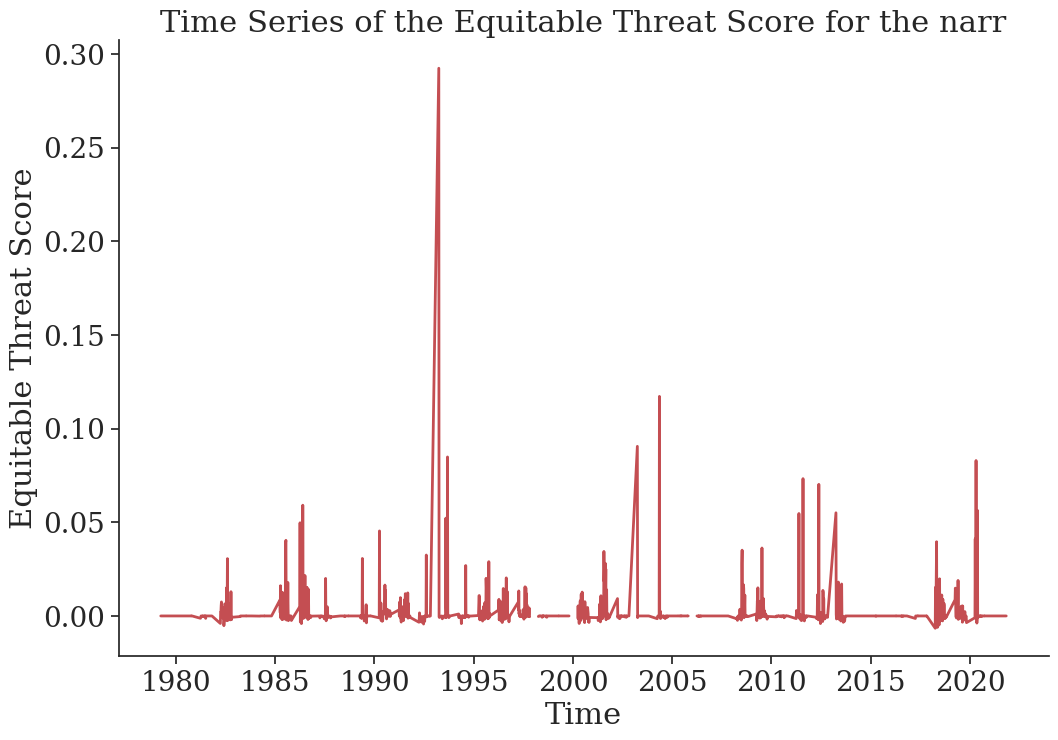 Time Series of the Equitable Threat Score for the narr
0.30
0.25
0.20
0.15
0.10
0.05
0.00
Equitable Threat Score
1980 1985 1990 1995 2000 2005 2010 2015 2020
Time